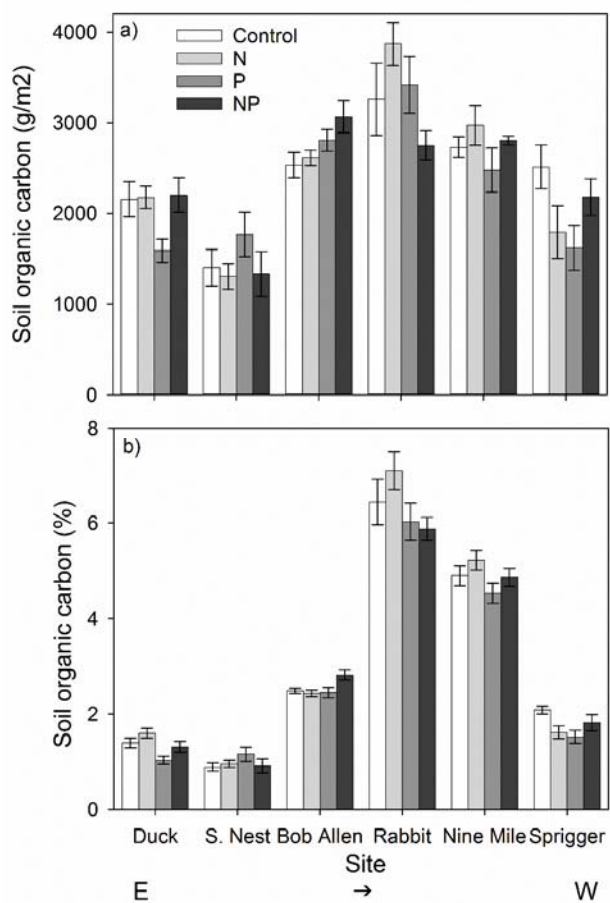 a)
Control
N
P
NP
Soil organic carbon (g/m2)
4000
3000
2000
1000
0
b)
Soil organic carbon (%)
8
6
4
2
0
Duck S. Nest Bob Allen Rabbit Nine Mile Sprigger
Site
E → W